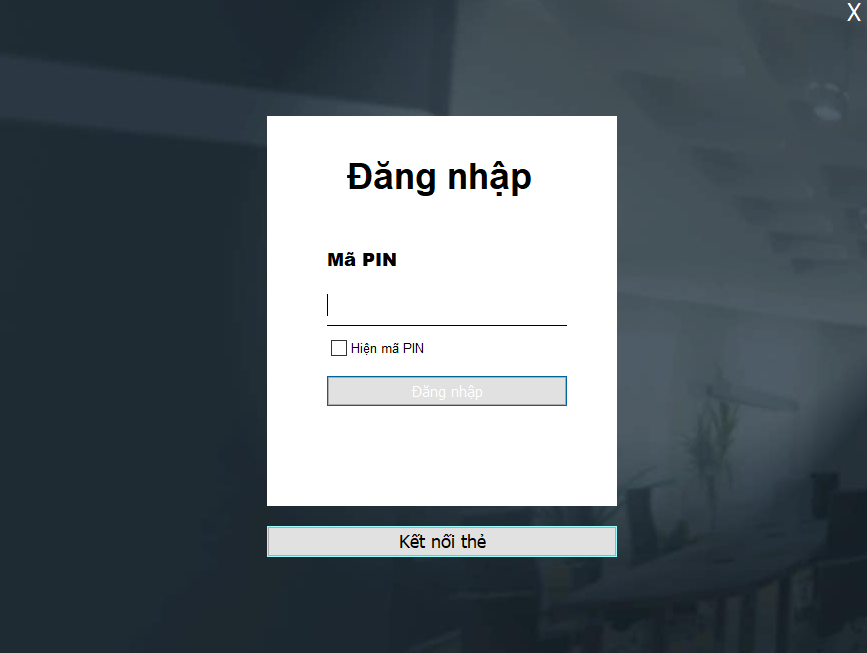 X
Đăng nhập
Mã PIN
Hiện mã PIN
Đăng nhập
Kết nối thẻ